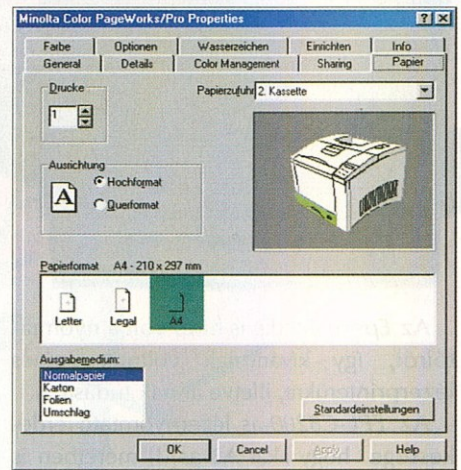 Minolta Color PageWorks/Pro Properties
Farbe Optionen Wasserzeichen Einrichten Info
General Details Color Management Sharing Papier
Drucke
1
Papierzufuhr 2. Kassette
Ausrichtung
A
Hochformat
Querformat
Papierformat A4 - 210 x 297 mm
Letter Legal A4
Ausgabemedium:
Normalpapier
Karton
Folien
Umschlag
Standardeinstellungen
OK Cancel Apply Help